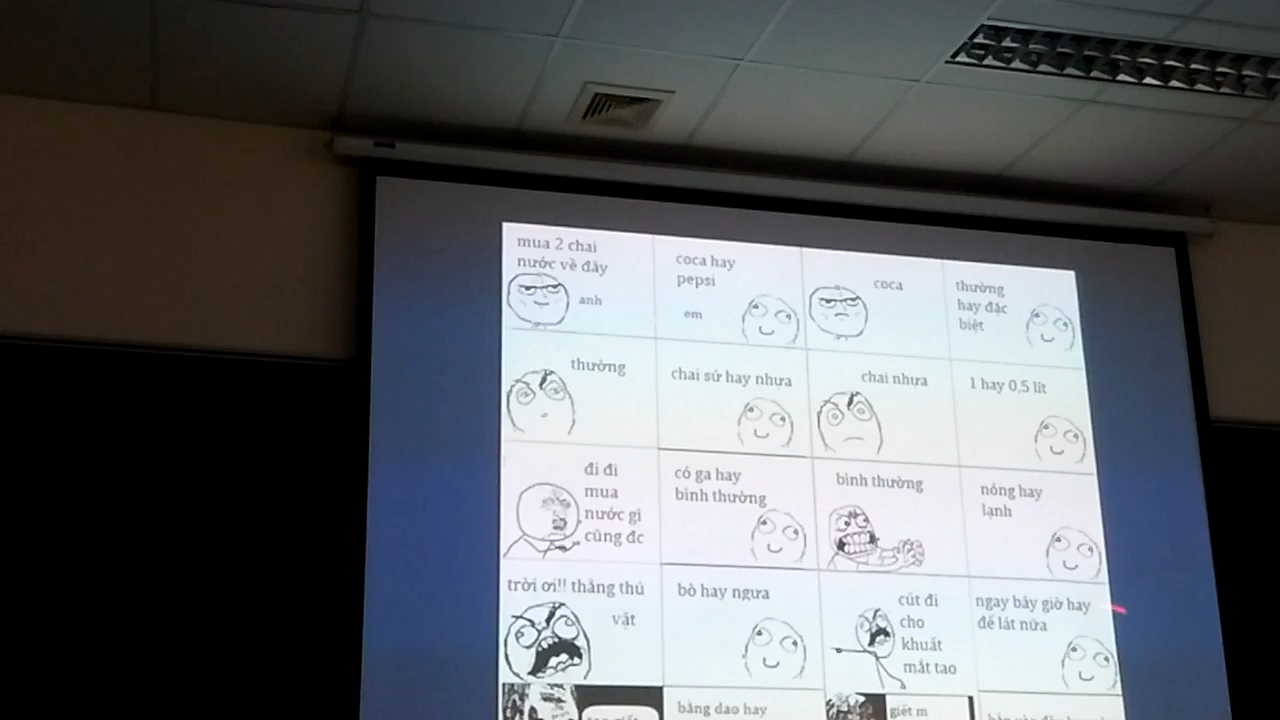 mua 2 chai
nước về đây
anh
coca hay
pepsi
em
coca
thường
hay đặc
biệt
thường
chai sứ hay nhựa
chai nhựa
1 hay 0,5 lít
đi đi
mua
nước gì
cũng đc
có ga hay
bình thường
bình thường
nóng hay
lạnh
trời ơi!! thằng thú
vật
bò hay ngựa
cút đi
cho
khuất
mắt tao
ngay bây giờ hay
để lát nữa
bằng dao hay
giết m